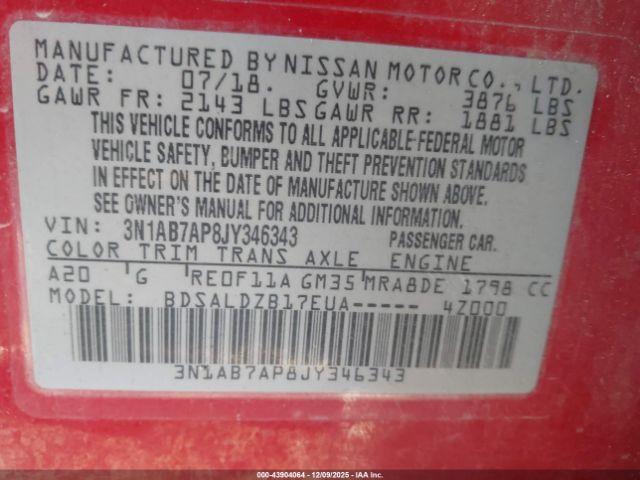 MANUFACTURED BY NISSAN MOTOR CO., LTD.
DATE: 07/18. GVWR: 3876 LBS
GAWR FR: 2143 LBS GAWR RR: 1881 LBS
THIS VEHICLE CONFORMS TO ALL APPLICABLE FEDERAL MOTOR
VEHICLE SAFETY, BUMPER AND THEFT PREVENTION STANDARDS
IN EFFECT ON THE DATE OF MANUFACTURE SHOWN ABOVE.
SEE OWNER'S MANUAL FOR ADDITIONAL INFORMATION.
VIN: 3N1AB7AP8JY346343 PASSENGER CAR.
COLOR TRIM TRANS AXLE ENGINE
A20 G RE0F11A GM35 MRA8DE 1798 CC
MODEL: BDSALDZB17EUA----- 4Z000
3N1AB7AP8JY346343
000-43904064 | 12/09/2025 - IAAI.COM